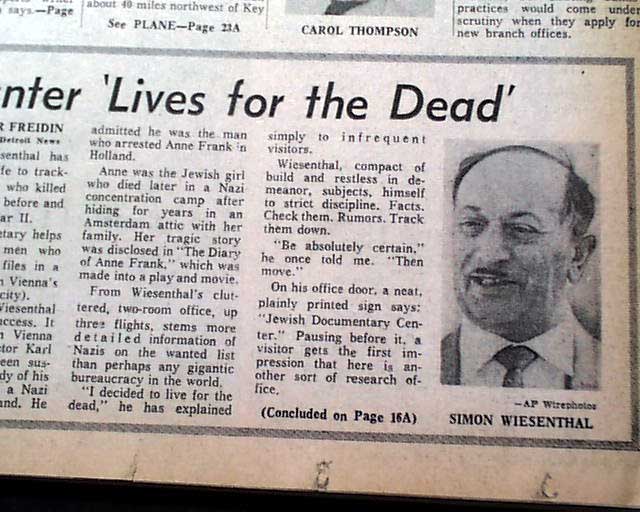 says.—Page
about 40 miles northwest of Key
See PLANE—Page 23A
CAROL THOMPSON
practices would come under
scrutiny when they apply for
new branch offices.
nter 'Lives for the Dead'
R FREIDIN
Detroit News
senthal has
fe to track-
who killed
before and
ar II.
etary helps
men who
files in a
n Vienna's
city).
Wiesenthal
uccess. It
n Vienna
ctor Karl
een sus-
dy of his
a Nazi
and. He
admitted he was the man
who arrested Anne Frank in
Holland.
Anne was the Jewish girl
who died later in a Nazi
concentration camp after
hiding for years in an
Amsterdam attic with her
family. Her tragic story
was disclosed in "The Diary
of Anne Frank," which was
made into a play and movie.
From Wiesenthal's clut-
tered, two-room office, up
three flights, stems more
detailed information of
Nazis on the wanted list
than perhaps any gigantic
bureaucracy in the world.
"I decided to live for the
dead," he has explained
simply to infrequent
visitors.
Wiesenthal, compact of
build and restless in de-
meanor, subjects, himself
to strict discipline. Facts.
Check them. Rumors. Track
them down.
"Be absolutely certain,"
he once told me. "Then
move."
On his office door, a neat,
plainly printed sign says:
"Jewish Documentary Cen-
ter." Pausing before it, a
visitor gets the first im-
pression that here is an-
other sort of research of-
fice.
(Concluded on Page 16A)
—AP Wirephotos
SIMON WIESENTHAL